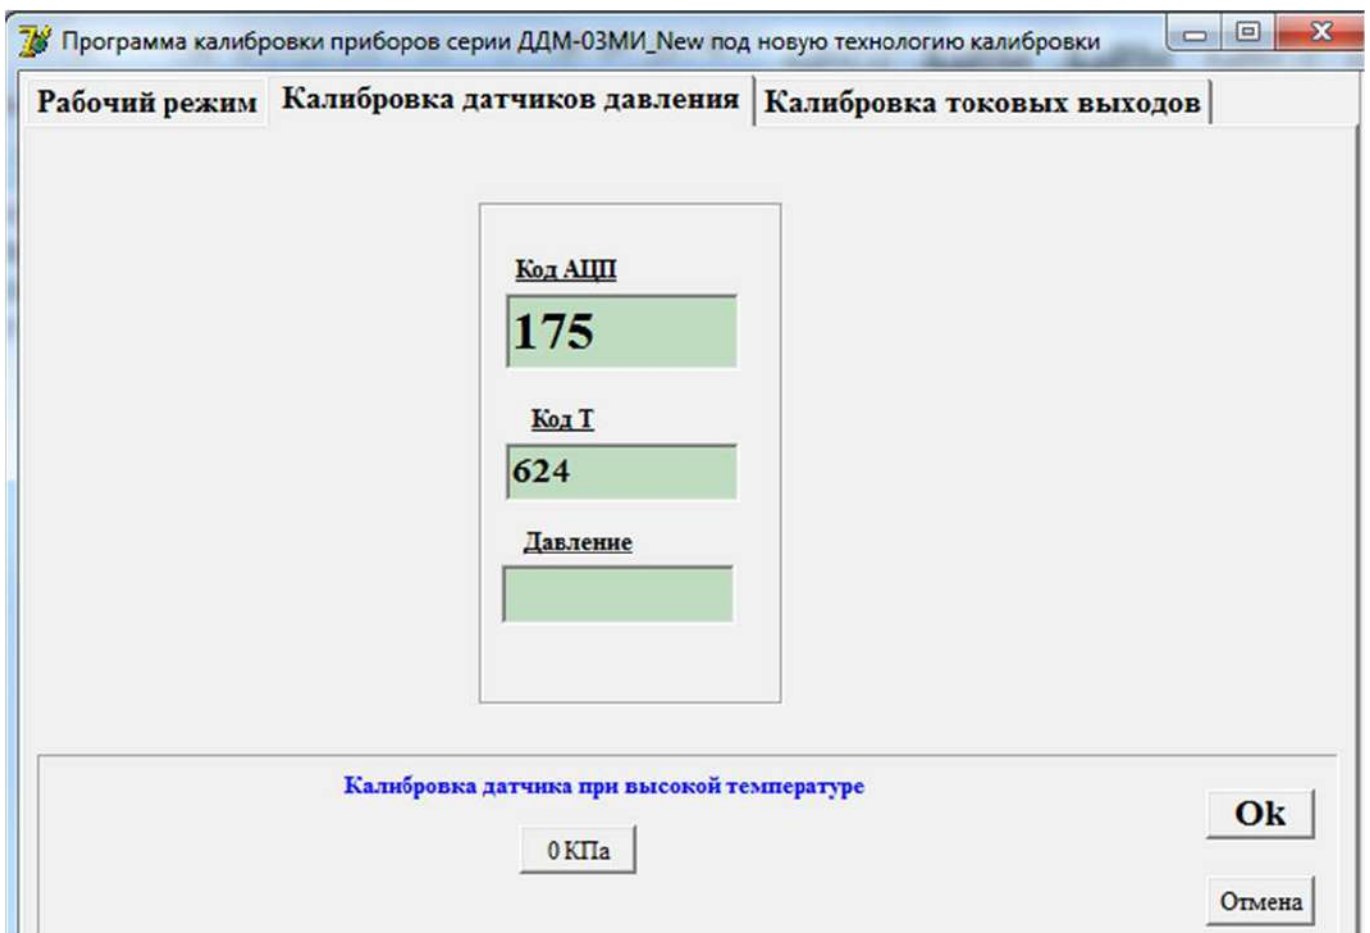 Программа калибровки приборов серии ДДМ-03МИ_New под новую технологию калибровки
Рабочий режим Калибровка датчиков давления Калибровка токовых выходов
Код АЦП
175
Код Т
624
Давление
Калибровка датчика при высокой температуре
Ok
0 КПа
Отмена